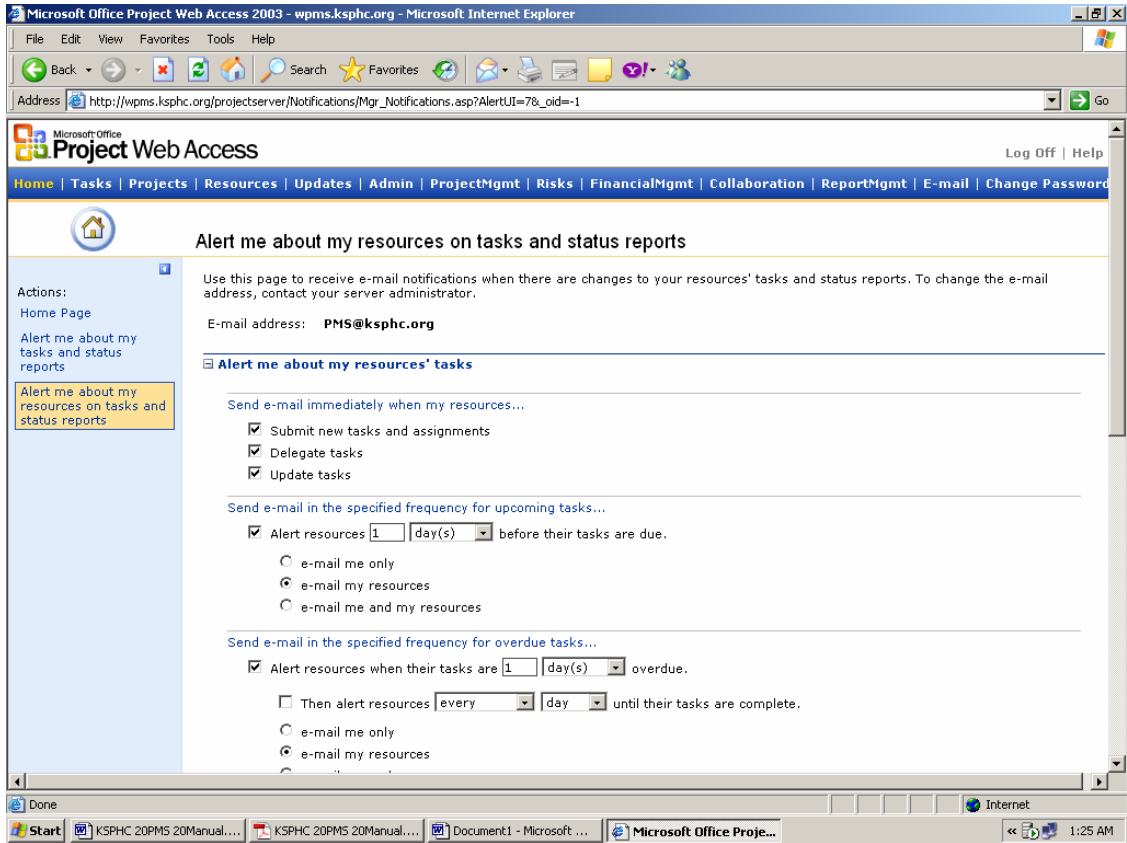 Microsoft Office Project Web Access 2003 - wpms.ksphc.org - Microsoft Internet Explorer
File Edit View Favorites Tools Help
Back Search Favorites
Address http://wpms.ksphc.org/projectserver/Notifications/Mgr_Notifications.asp?AlertUI=7&_oid=-1 Go
Microsoft Office
Project Web Access
Log Off | Help
Home | Tasks | Projects | Resources | Updates | Admin | ProjectMgmt | Risks | FinancialMgmt | Collaboration | ReportMgmt | E-mail | Change Password
Alert me about my resources on tasks and status reports
Actions:
Home Page
Alert me about my
tasks and status
reports
Alert me about my
resources on tasks and
status reports
Use this page to receive e-mail notifications when there are changes to your resources' tasks and status reports. To change the e-mail
address, contact your server administrator.
E-mail address: PMS@ksphc.org
Alert me about my resources' tasks
Send e-mail immediately when my resources...
Submit new tasks and assignments
Delegate tasks
Update tasks
Send e-mail in the specified frequency for upcoming tasks...
Alert resources 1 day(s) before their tasks are due.
e-mail me only
e-mail my resources
e-mail me and my resources
Send e-mail in the specified frequency for overdue tasks...
Alert resources when their tasks are 1 day(s) overdue.
Then alert resources every day until their tasks are complete.
e-mail me only
e-mail my resources
Done Internet
Start KSPHC 20PMS 20Manual.... KSPHC 20PMS 20Manual.... Document1 - Microsoft ... Microsoft Office Proje... 1:25 AM